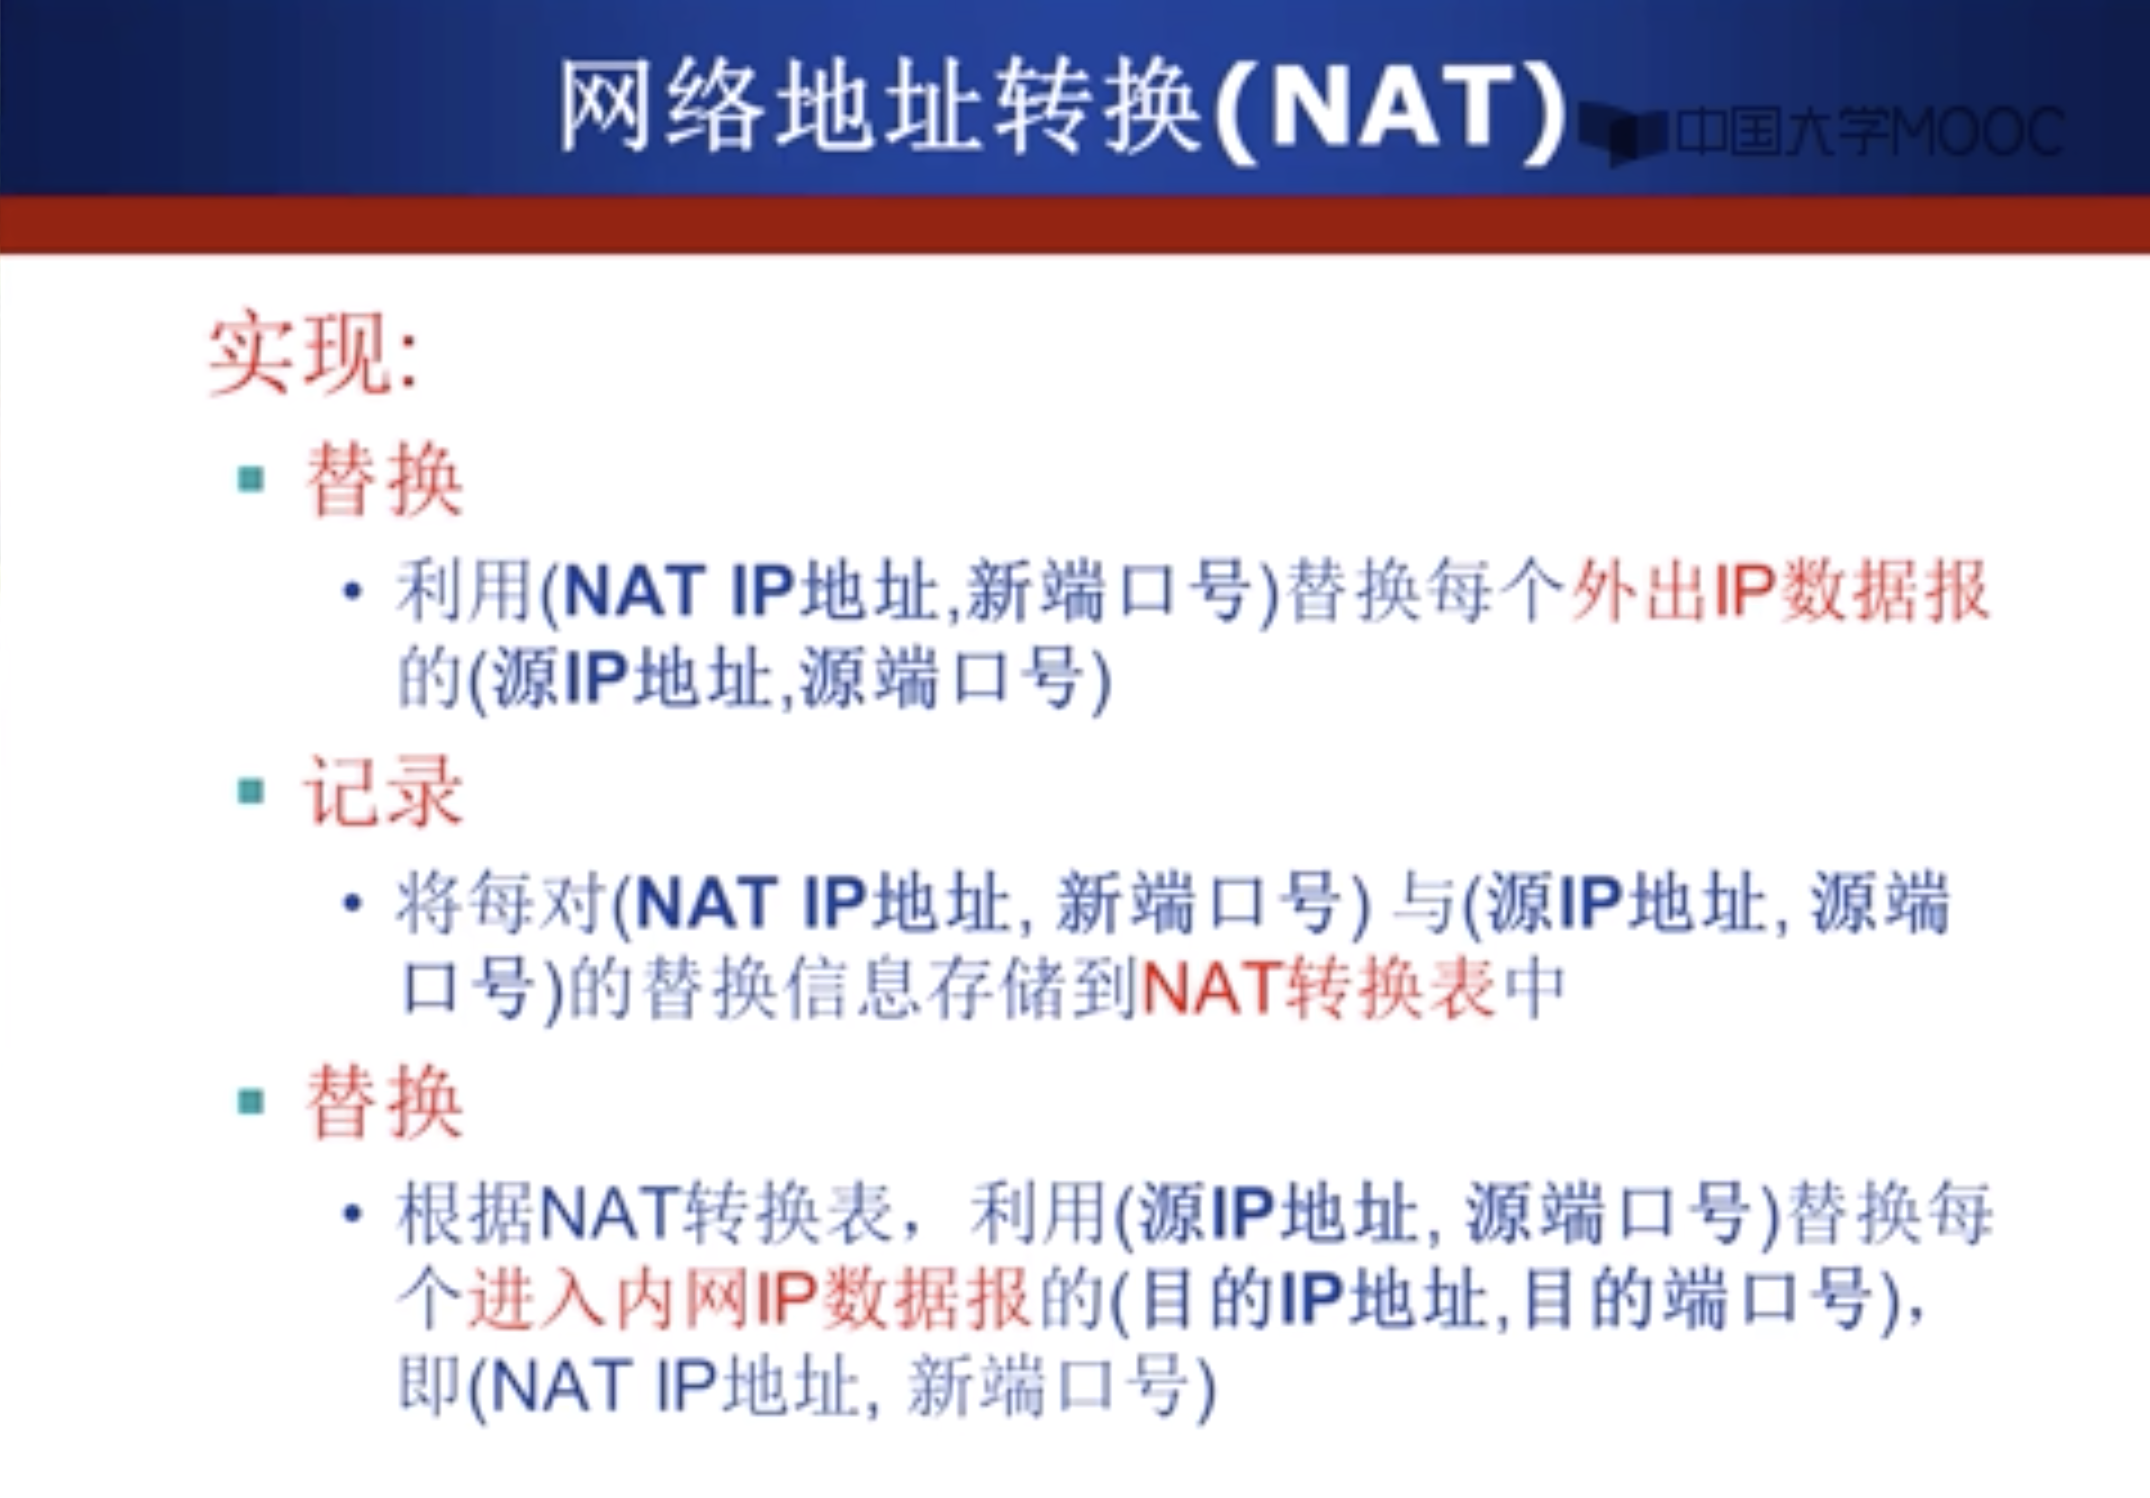 网络地址转换(NAT)
中国大学MOOC
实现:
替换
利用(NAT IP地址,新端口号)替换每个外出IP数据报
的(源IP地址,源端口号)
记录
将每对(NAT IP地址, 新端口号) 与(源IP地址, 源端
口号)的替换信息存储到NAT转换表中
替换
根据NAT转换表，利用(源IP地址, 源端口号)替换每
个进入内网IP数据报的(目的IP地址,目的端口号)，
即(NAT IP地址, 新端口号)